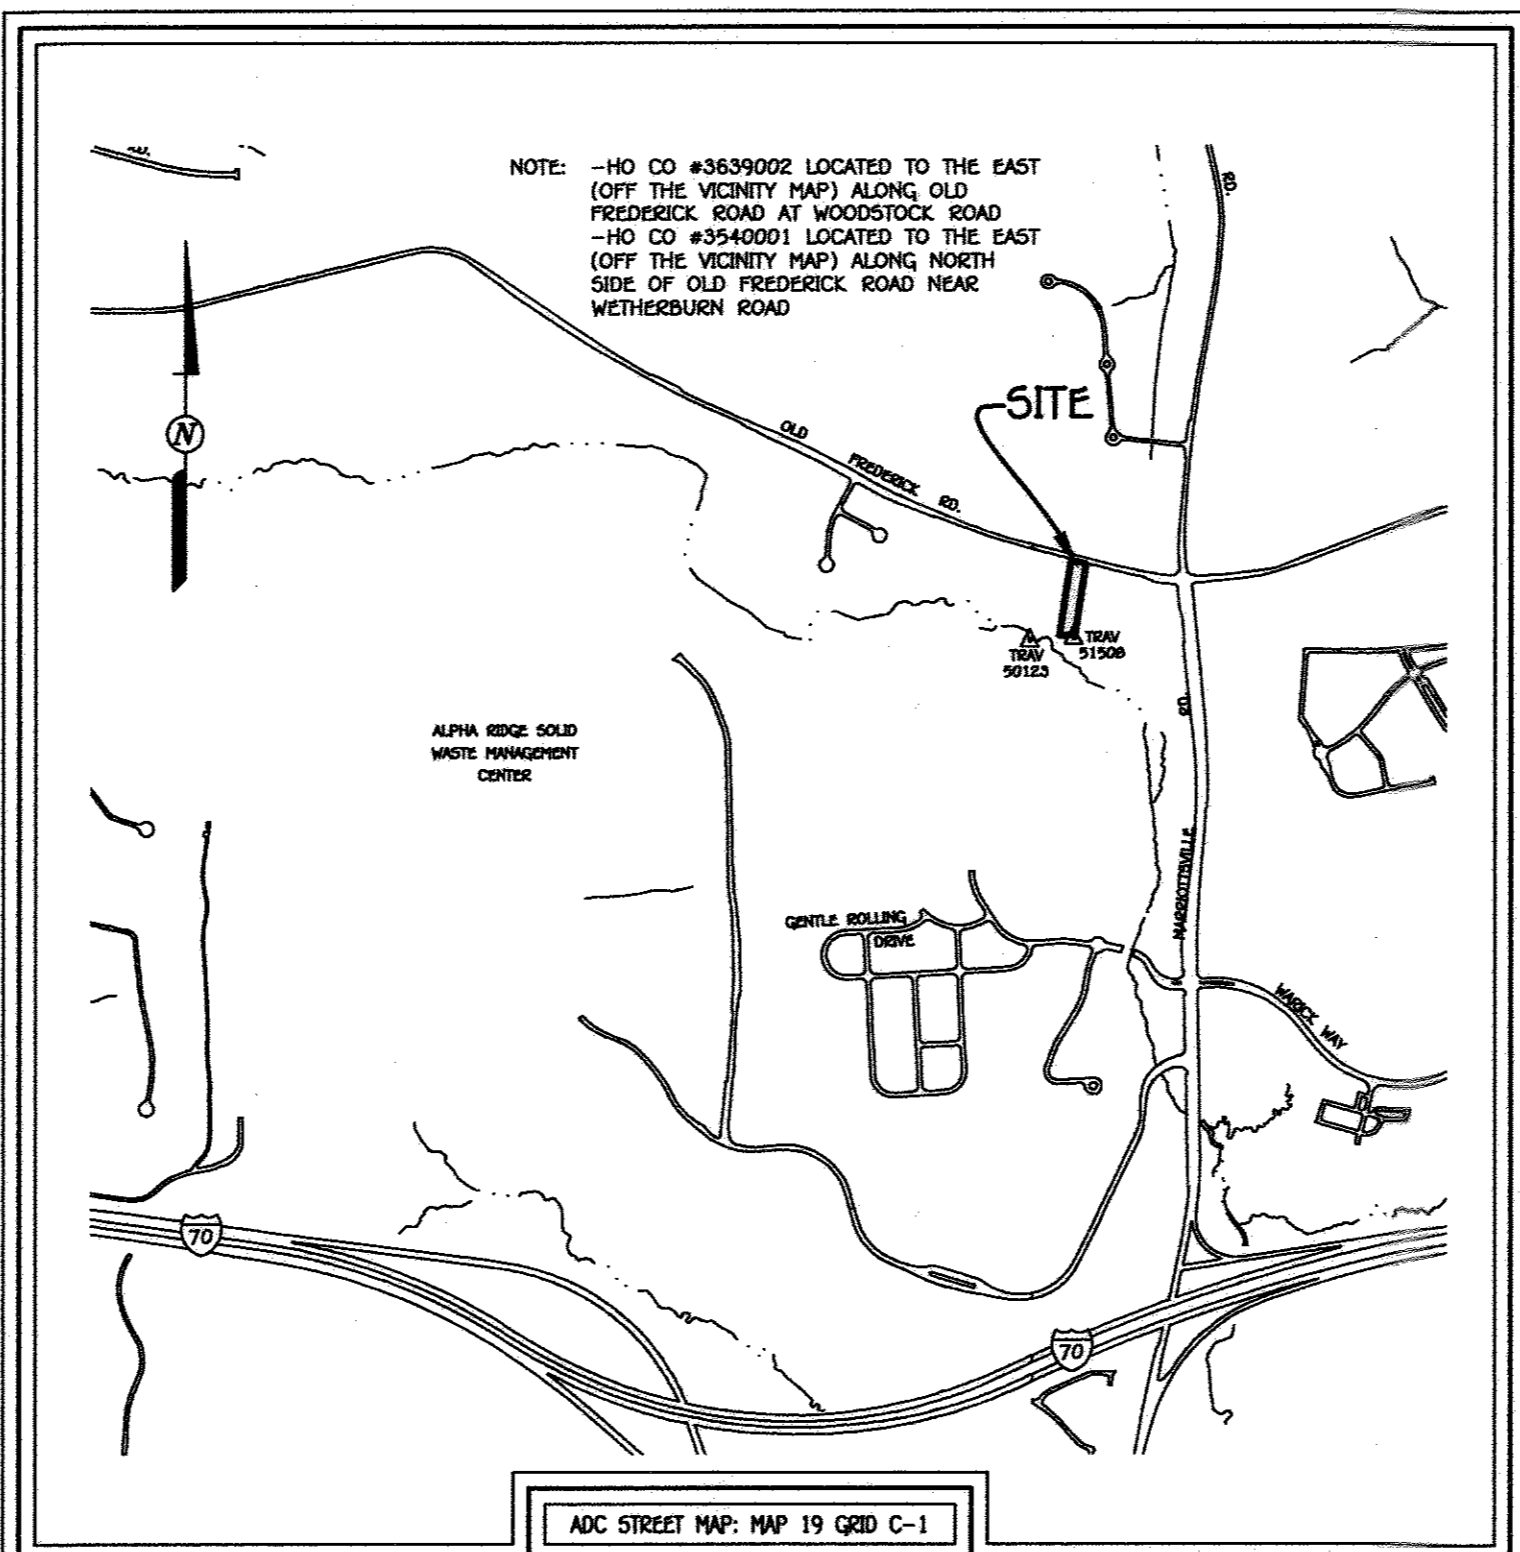 RD.
NOTE: -HO CO #3639002 LOCATED TO THE EAST
(OFF THE VICINITY MAP) ALONG OLD
FREDERICK ROAD AT WOODSTOCK ROAD
-HO CO #3540001 LOCATED TO THE EAST
(OFF THE VICINITY MAP) ALONG NORTH
SIDE OF OLD FREDERICK ROAD NEAR
WETHERBURN ROAD
RD.
SITE
N
OLD
FREDERICK RD.
TRAV
50123
TRAV
5150B
RD.
ALPHA RIDGE SOLID
WASTE MANAGEMENT
CENTER
MARRIOTTSVILLE
GENTLE ROLLING
DRIVE
WARICK WAY
70
70
ADC STREET MAP: MAP 19 GRID C-1